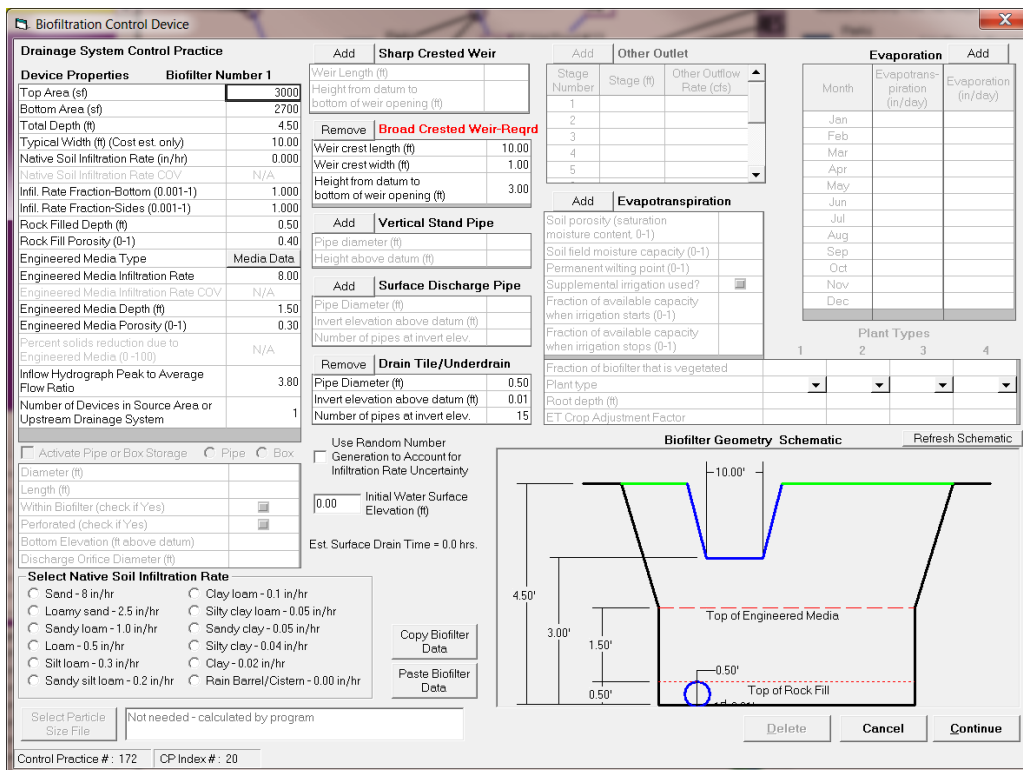 Biofiltration Control Device
Drainage System Control Practice
Device Properties Biofilter Number 1
Top Area (sf) 3000
Bottom Area (sf) 2700
Total Depth (ft) 4.50
Typical Width (ft) (Cost est. only) 10.00
Native Soil Infiltration Rate (in/hr) 0.000
Native Soil Infiltration Rate COV N/A
Infil. Rate Fraction-Bottom (0.001-1) 1.000
Infil. Rate Fraction-Sides (0.001-1) 1.000
Rock Filled Depth (ft) 0.50
Rock Fill Porosity (0-1) 0.40
Engineered Media Type Media Data
Engineered Media Infiltration Rate 8.00
Engineered Media Infiltration Rate COV N/A
Engineered Media Depth (ft) 1.50
Engineered Media Porosity (0-1) 0.30
Percent solids reduction due to
Engineered Media (0 -100) N/A
Inflow Hydrograph Peak to Average
Flow Ratio 3.80
Number of Devices in Source Area or
Upstream Drainage System 1
Activate Pipe or Box Storage Pipe Box
Diameter (ft)
Length (ft)
Within Biofilter (check if Yes)
Perforated (check if Yes)
Bottom Elevation (ft above datum)
Discharge Orifice Diameter (ft)
Select Native Soil Infiltration Rate
Sand - 8 in/hr
Loamy sand - 2.5 in/hr
Sandy loam - 1.0 in/hr
Loam - 0.5 in/hr
Silt loam - 0.3 in/hr
Sandy silt loam - 0.2 in/hr
Clay loam - 0.1 in/hr
Silty clay loam - 0.05 in/hr
Sandy clay - 0.05 in/hr
Silty clay - 0.04 in/hr
Clay - 0.02 in/hr
Rain Barrel/Cistern - 0.00 in/hr
Select Particle
Size File
Not needed - calculated by program
Control Practice # : 172 CP Index # : 20
Add Sharp Crested Weir
Weir Length (ft)
Height from datum to
bottom of weir opening (ft)
Remove Broad Crested Weir-Reqrd
Weir crest length (ft) 10.00
Weir crest width (ft) 1.00
Height from datum to
bottom of weir opening (ft) 3.00
Add Vertical Stand Pipe
Pipe diameter (ft)
Height above datum (ft)
Add Surface Discharge Pipe
Pipe Diameter (ft)
Invert elevation above datum (ft)
Number of pipes at invert elev.
Remove Drain Tile/Underdrain
Pipe Diameter (ft) 0.50
Invert elevation above datum (ft) 0.01
Number of pipes at invert elev. 15
Use Random Number
Generation to Account for
Infiltration Rate Uncertainty
0.00 Initial Water Surface
Elevation (ft)
Est. Surface Drain Time = 0.0 hrs.
Copy Biofilter
Data
Paste Biofilter
Data
Add Other Outlet
Stage
Number
Stage (ft)
Other Outflow
Rate (cfs)
1
2
3
4
5
Add Evapotranspiration
Soil porosity (saturation
moisture content, 0-1)
Soil field moisture capacity (0-1)
Permanent wilting point (0-1)
Supplemental irrigation used?
Fraction of available capacity
when irrigation starts (0-1)
Fraction of available capacity
when irrigation stops (0-1)
Fraction of biofilter that is vegetated
Plant type
Root depth (ft)
ET Crop Adjustment Factor
Evaporation Add
Month
Evapotrans-
piration
(in/day)
Evaporation
(in/day)
Jan
Feb
Mar
Apr
May
Jun
Jul
Aug
Sep
Oct
Nov
Dec
Plant Types
1 2 3 4
Biofilter Geometry Schematic Refresh Schematic
10.00'
4.50'
3.00'
1.50'
Top of Engineered Media
0.50'
0.50'
Top of Rock Fill
Delete Cancel Continue